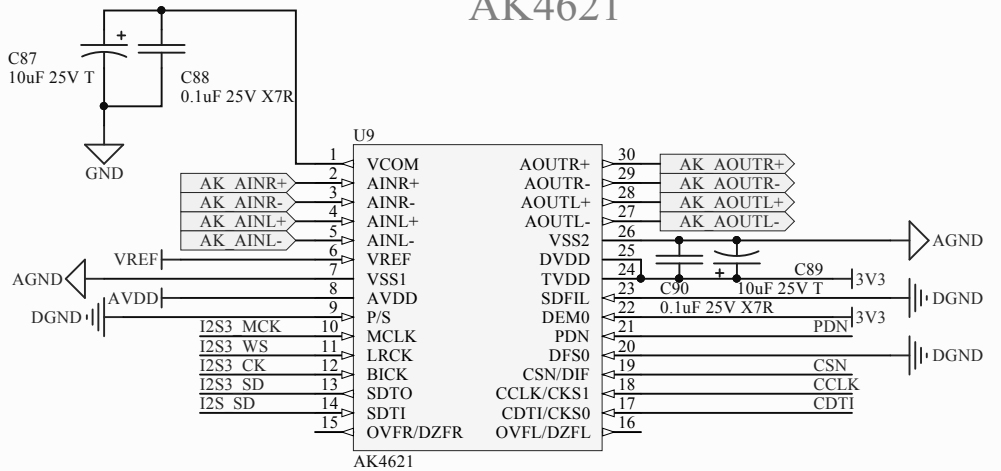 AK4621
C87
10uF 25V T
+
C88
0.1uF 25V X7R
GND
U9
1 VCOM
AK_AINR+ 2 AINR+
AK_AINR- 3 AINR-
AK_AINL+ 4 AINL+
AK_AINL- 5 AINL-
VREF 6 VREF
AGND 7 VSS1
AVDD 8 AVDD
DGND 9 P/S
I2S3_MCK 10 MCLK
I2S3_WS 11 LRCK
I2S3_CK 12 BICK
I2S3_SD 13 SDTO
I2S_SD 14 SDTI
15 OVFR/DZFR
AOUTR+ 30 AK_AOUTR+
AOUTR- 29 AK_AOUTR-
AOUTL+ 28 AK_AOUTL+
AOUTL- 27 AK_AOUTL-
VSS2 26 AGND
DVDD 25
TVDD 24 3V3
+
C89
10uF 25V T
C90
0.1uF 25V X7R
SDFIL 23 DGND
DEM0 22 3V3
PDN 21 PDN
DFS0 20 DGND
CSN/DIF 19 CSN
CCLK/CKS1 18 CCLK
CDTI/CKS0 17 CDTI
OVFL/DZFL 16
AK4621